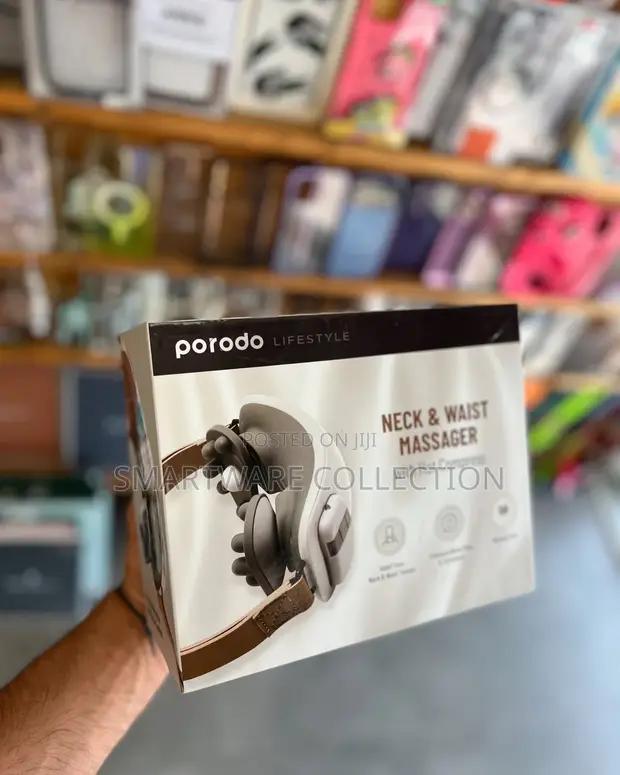 porodo LIFESTYLE
NECK & WAIST
MASSAGER
POSTED ON JIJI
SMARTWARE COLLECTION